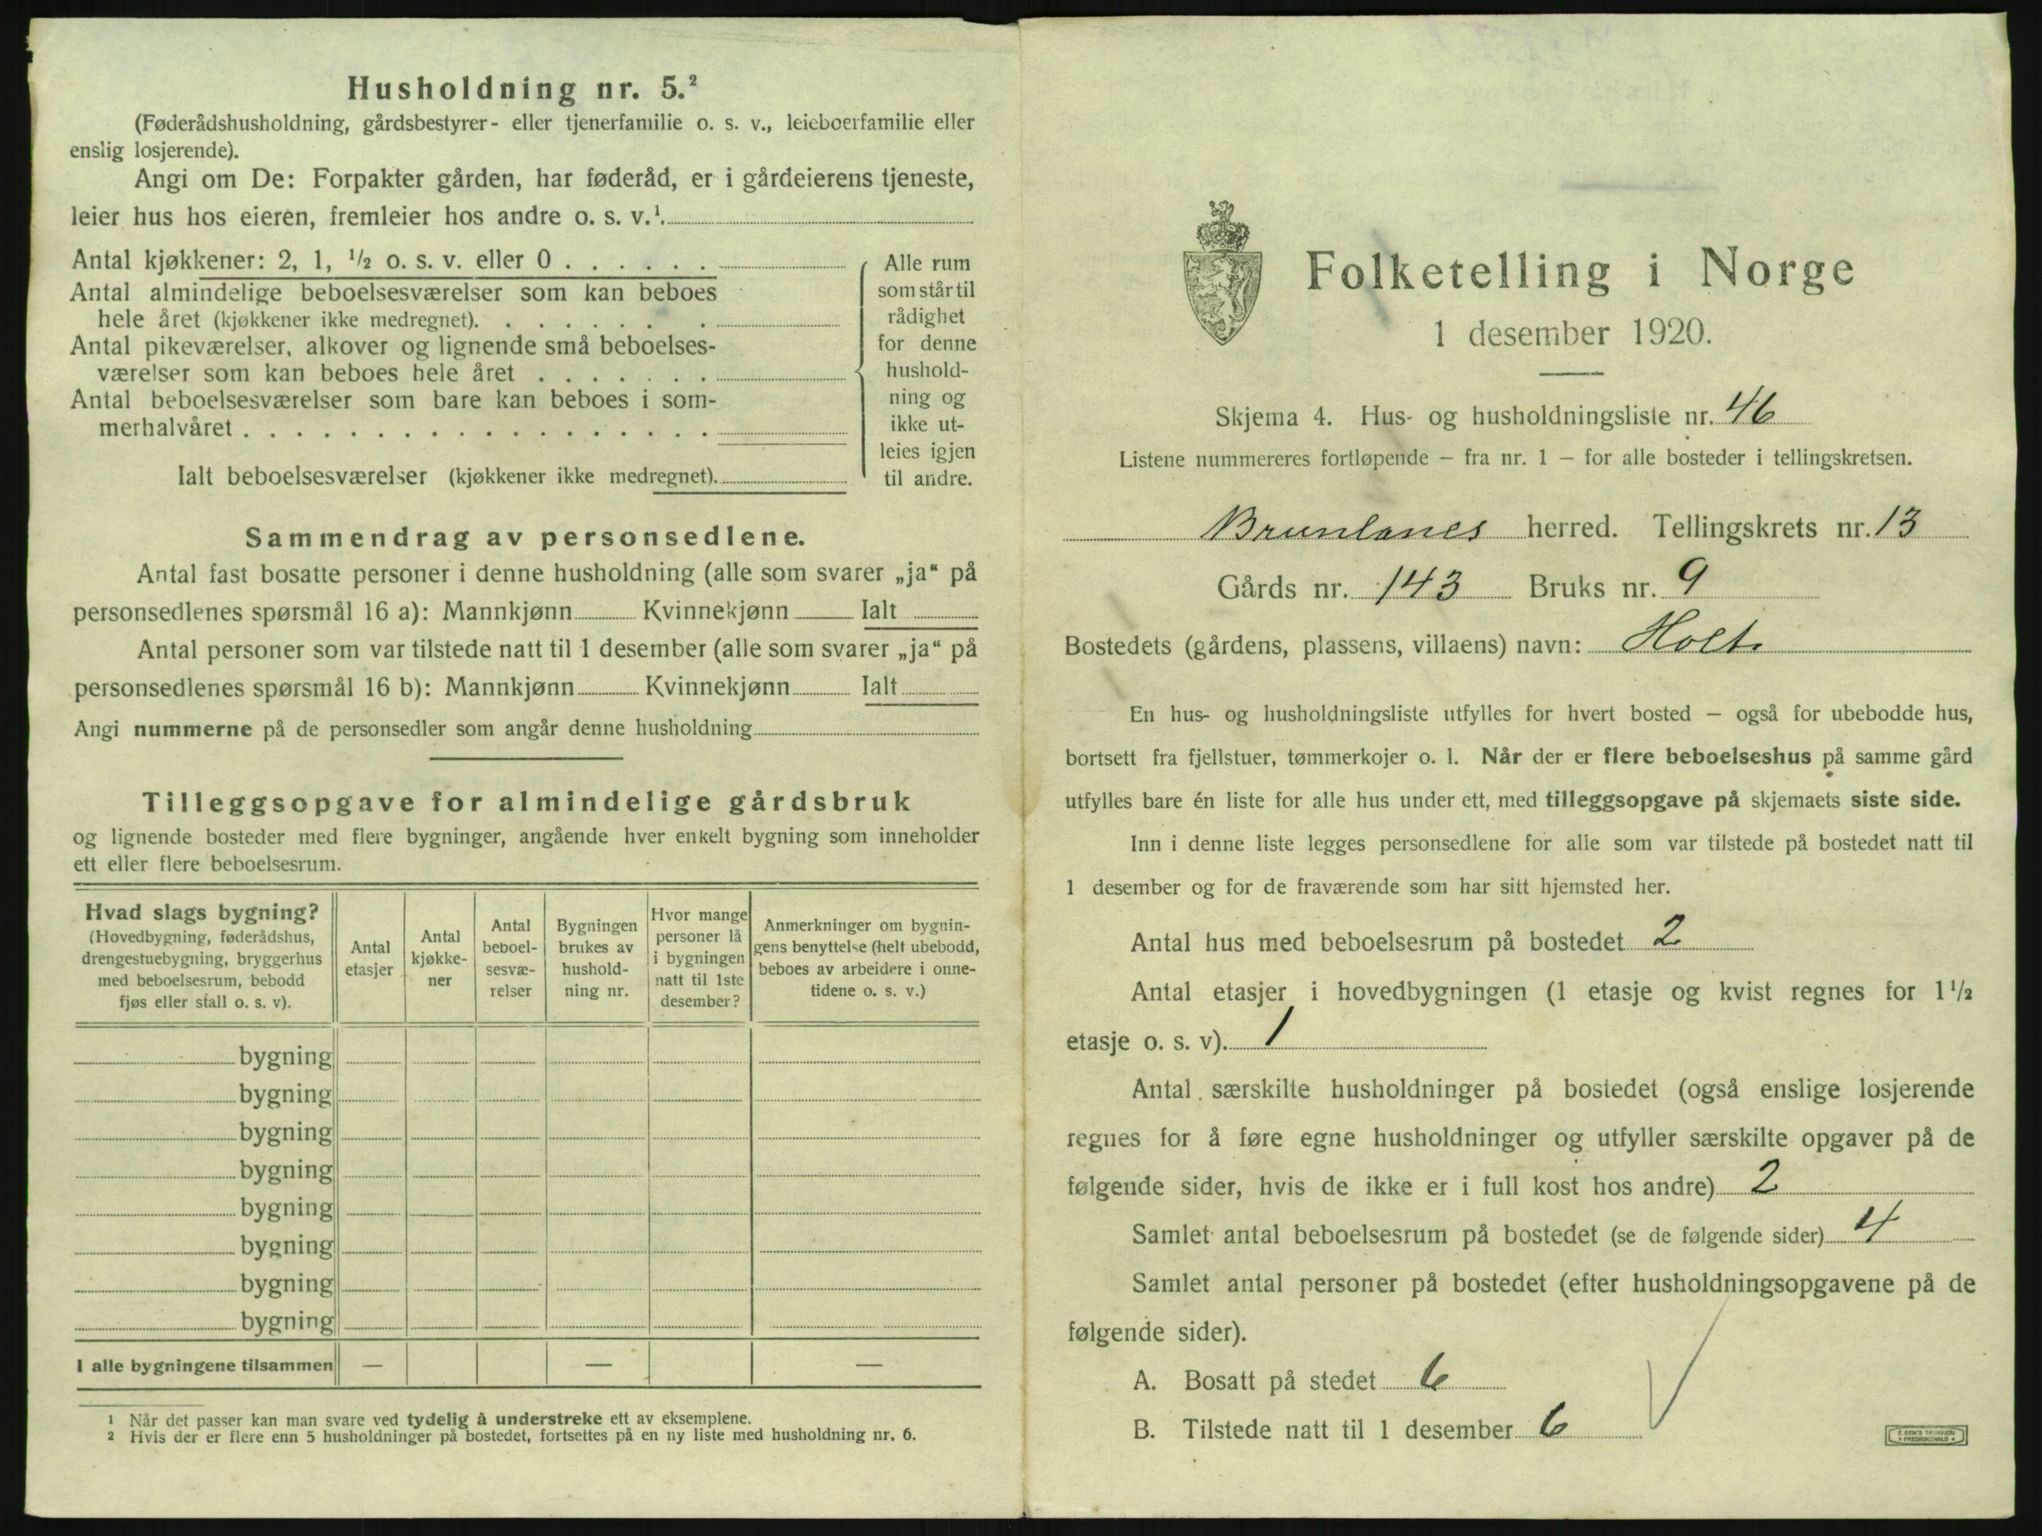 Husholdning nr. 5.²
(Føderådshusholdning, gårdsbestyrer- eller tjenerfamilie o. s. v., leieboerfamilie eller
enslig losjerende).
Angi om De: Forpakter gården, har føderåd, er i gårdeierens tjeneste,
leier hus hos eieren, fremleier hos andre o. s. v.¹.
Antal kjøkkener: 2, 1, ½ o. s. v. eller 0 . . . . . .
Antal almindelige beboelsesværelser som kan beboes
hele året (kjøkkener ikke medregnet). . . . . . . . .
Antal pikeværelser, alkover og lignende små beboelses-
værelser som kan beboes hele året . . . . . . .
Antal beboelsesværelser som bare kan beboes i som-
merhalvåret . . . . . . . . . . . . . . . . . .
Ialt beboelsesværelser (kjøkkener ikke medregnet).
Alle rum
som står til
rådighet
for denne
hushold-
ning og
ikke ut-
leies igjen
til andre.
Sammendrag av personsedlene.
Antal fast bosatte personer i denne husholdning (alle som svarer „ja“ på
personsedlenes spørsmål 16 a): Mannkjønn Kvinnekjønn Ialt
Antal personer som var tilstede natt til 1 desember (alle som svarer „ja“ på
personsedlenes spørsmål 16 b): Mannkjønn Kvinnekjønn Ialt
Angi nummerne på de personsedler som angår denne husholdning
Tilleggsopgave for almindelige gårdsbruk
og lignende bosteder med flere bygninger, angående hver enkelt bygning som inneholder
ett eller flere beboelsesrum.
Hvad slags bygning?
(Hovedbygning, føderådshus,
drengestuebygning, bryggerhus
med beboelsesrum, bebodd
fjøs eller stall o. s. v).
Antal
etasjer
Antal
kjøkke-
ner
Antal
beboel-
sesvæ-
relser
Bygningen
brukes av
hushold-
ning nr.
Hvor mange
personer lå
i bygningen
natt til 1ste
desember?
Anmerkninger om bygnin-
gens benyttelse (helt ubebodd,
beboes av arbeidere i onne-
tidene o. s. v.)
bygning
bygning
bygning
bygning
bygning
bygning
bygning
bygning
I alle bygningene tilsammen — — —
1 Når det passer kan man svare ved tydelig å understreke ett av eksemplene.
2 Hvis der er flere enn 5 husholdninger på bostedet, fortsettes på en ny liste med husholdning nr. 6.
Folketelling i Norge
1 desember 1920.
Skjema 4. Hus- og husholdningsliste nr. 46
Listene nummereres fortløpende – fra nr. 1 – for alle bosteder i tellingskretsen.
Brunlanes herred. Tellingskrets nr. 13
Gårds nr. 143 Bruks nr. 9
Bostedets (gårdens, plassens, villaens) navn: Holt
En hus- og husholdningsliste utfylles for hvert bosted – også for ubebodde hus,
bortsett fra fjellstuer, tømmerkojer o. l. Når der er flere beboelseshus på samme gård
utfylles bare én liste for alle hus under ett, med tilleggsopgave på skjemaets siste side.
Inn i denne liste legges personsedlene for alle som var tilstede på bostedet natt til
1 desember og for de fraværende som har sitt hjemsted her.
Antal hus med beboelsesrum på bostedet 2
Antal etasjer i hovedbygningen (1 etasje og kvist regnes for 1½
etasje o. s. v). 1
Antal særskilte husholdninger på bostedet (også enslige losjerende
regnes for å føre egne husholdninger og utfyller særskilte opgaver på de
følgende sider, hvis de ikke er i full kost hos andre) 2
Samlet antal beboelsesrum på bostedet (se de følgende sider) 4
Samlet antal personer på bostedet (efter husholdningsopgavene på de
følgende sider).
A. Bosatt på stedet 6
B. Tilstede natt til 1 desember 6